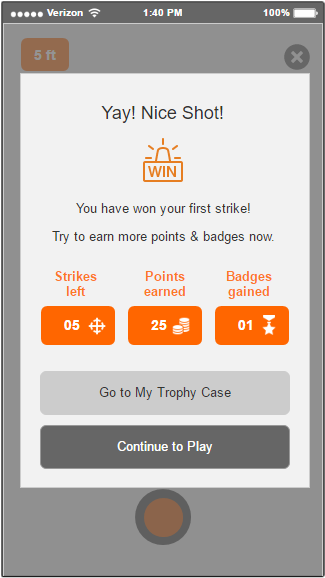 Verizon 1:40 PM 100%
5 ft
Yay! Nice Shot!
WIN
You have won your first strike!
Try to earn more points & badges now.
Strikes left
Points earned
Badges gained
05 25 01
Go to My Trophy Case
Continue to Play